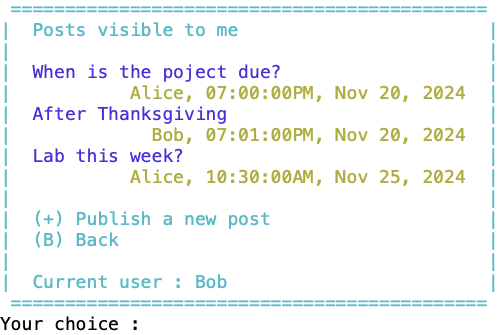 ============================================
| Posts visible to me |
| |
| When is the poject due? |
| Alice, 07:00:00PM, Nov 20, 2024 |
| After Thanksgiving |
| Bob, 07:01:00PM, Nov 20, 2024 |
| Lab this week? |
| Alice, 10:30:00AM, Nov 25, 2024 |
| |
| (+) Publish a new post |
| (B) Back |
| |
| Current user : Bob |
============================================
Your choice :